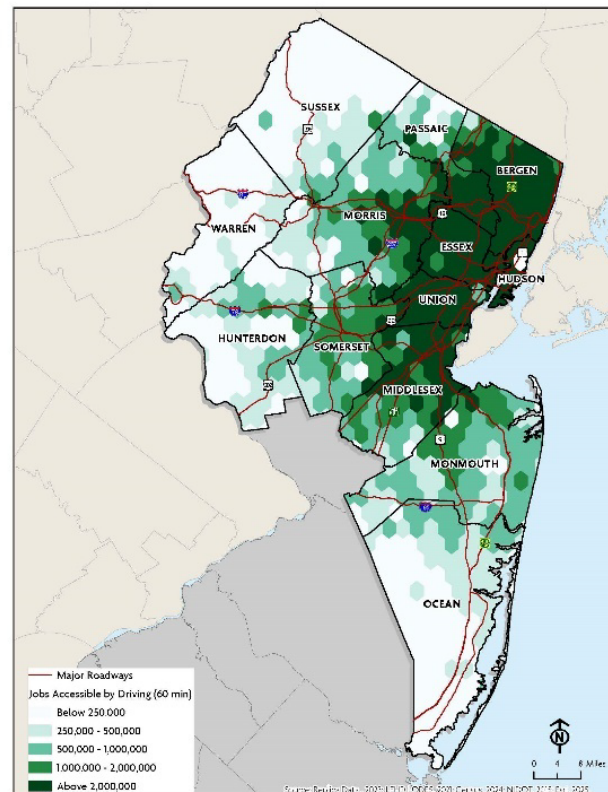 SUSSEX
PASSAIC
BERGEN
WARREN
MORRIS
ESSEX
HUDSON
UNION
HUNTERDON
SOMERSET
MIDDLESEX
MONMOUTH
OCEAN
Major Roadways
Jobs Accessible by Driving (60 min)
Below 250,000
250,000 - 500,000
500,000 - 1,000,000
1,000,000 - 2,000,000
Above 2,000,000
N
0 4 8 Miles